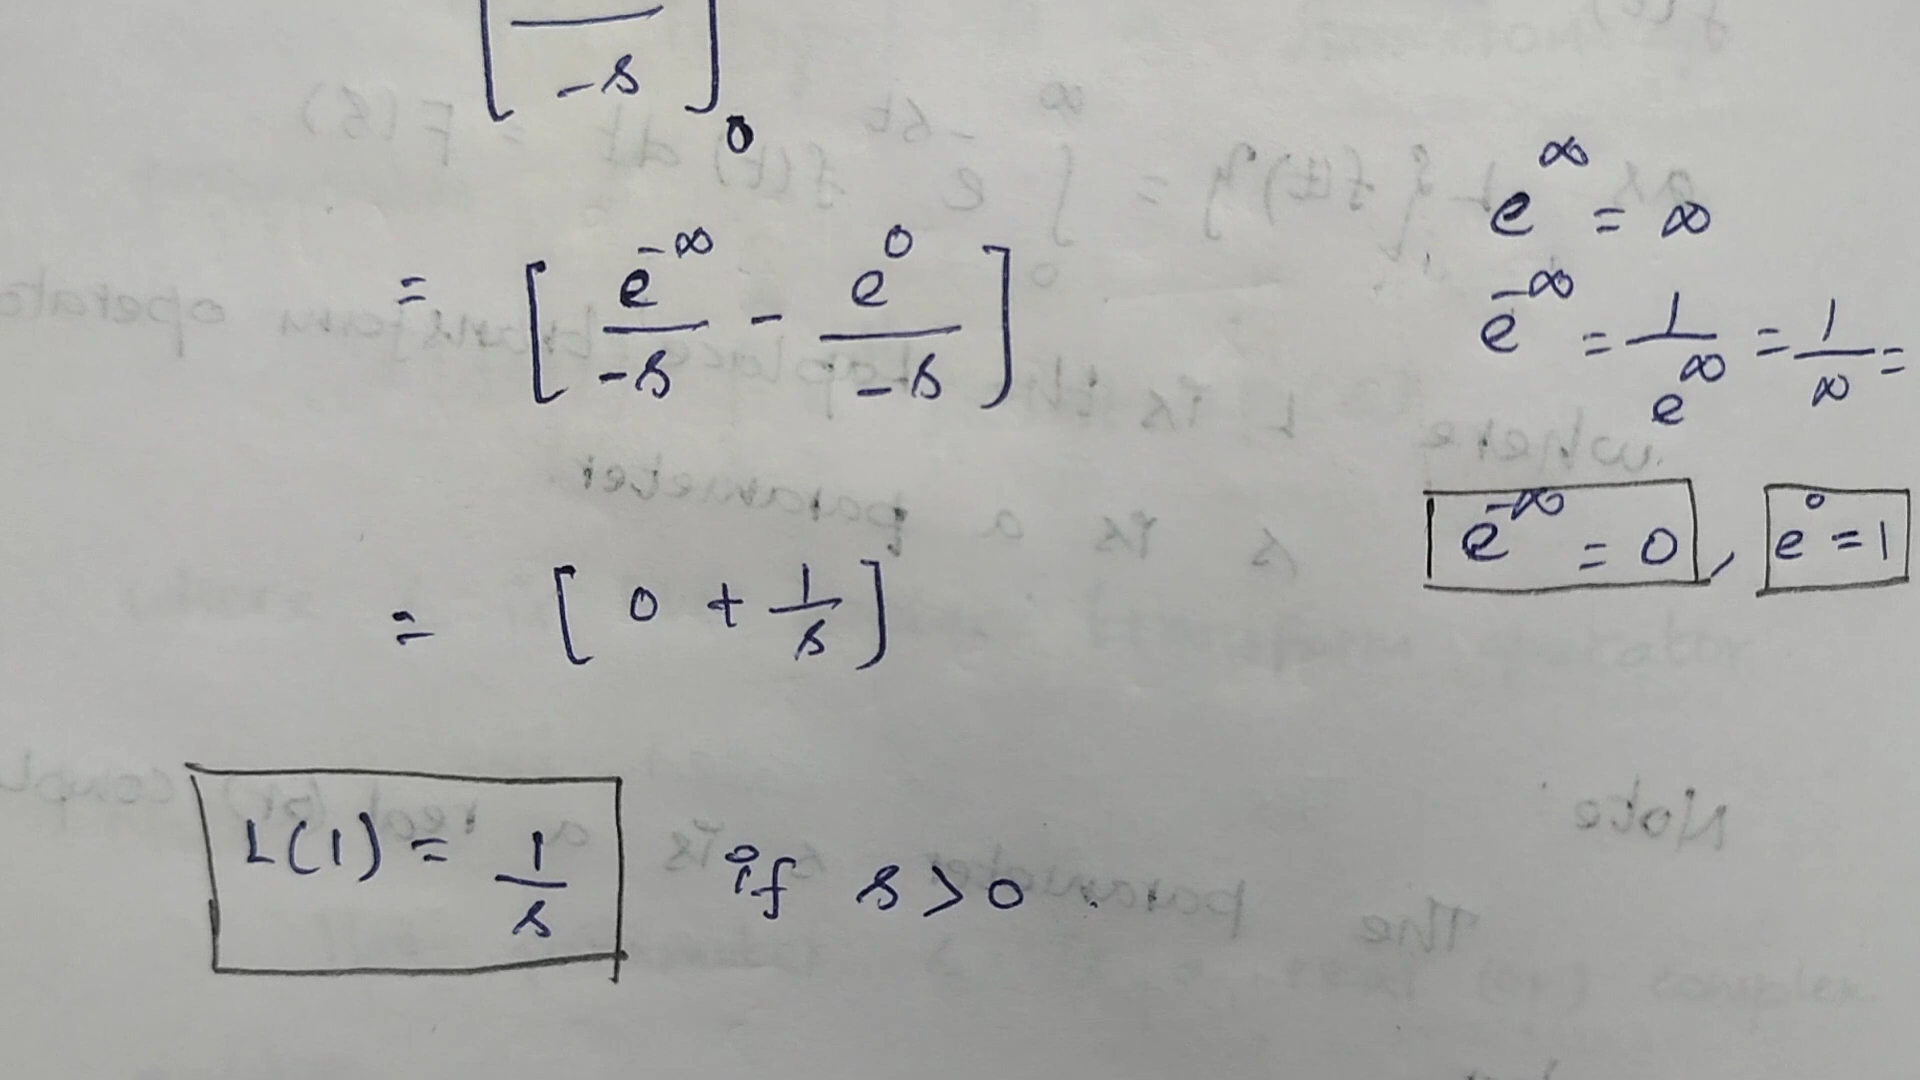 [ — / -s ]₀
= [ e^-∞ / -s - e^0 / -s ]
= [ 0 + 1/s ]
L(1) = 1/s if s > 0.
e^∞ = ∞
e^-∞ = 1/e^∞ = 1/∞ =
e^-∞ = 0, e^0 = 1